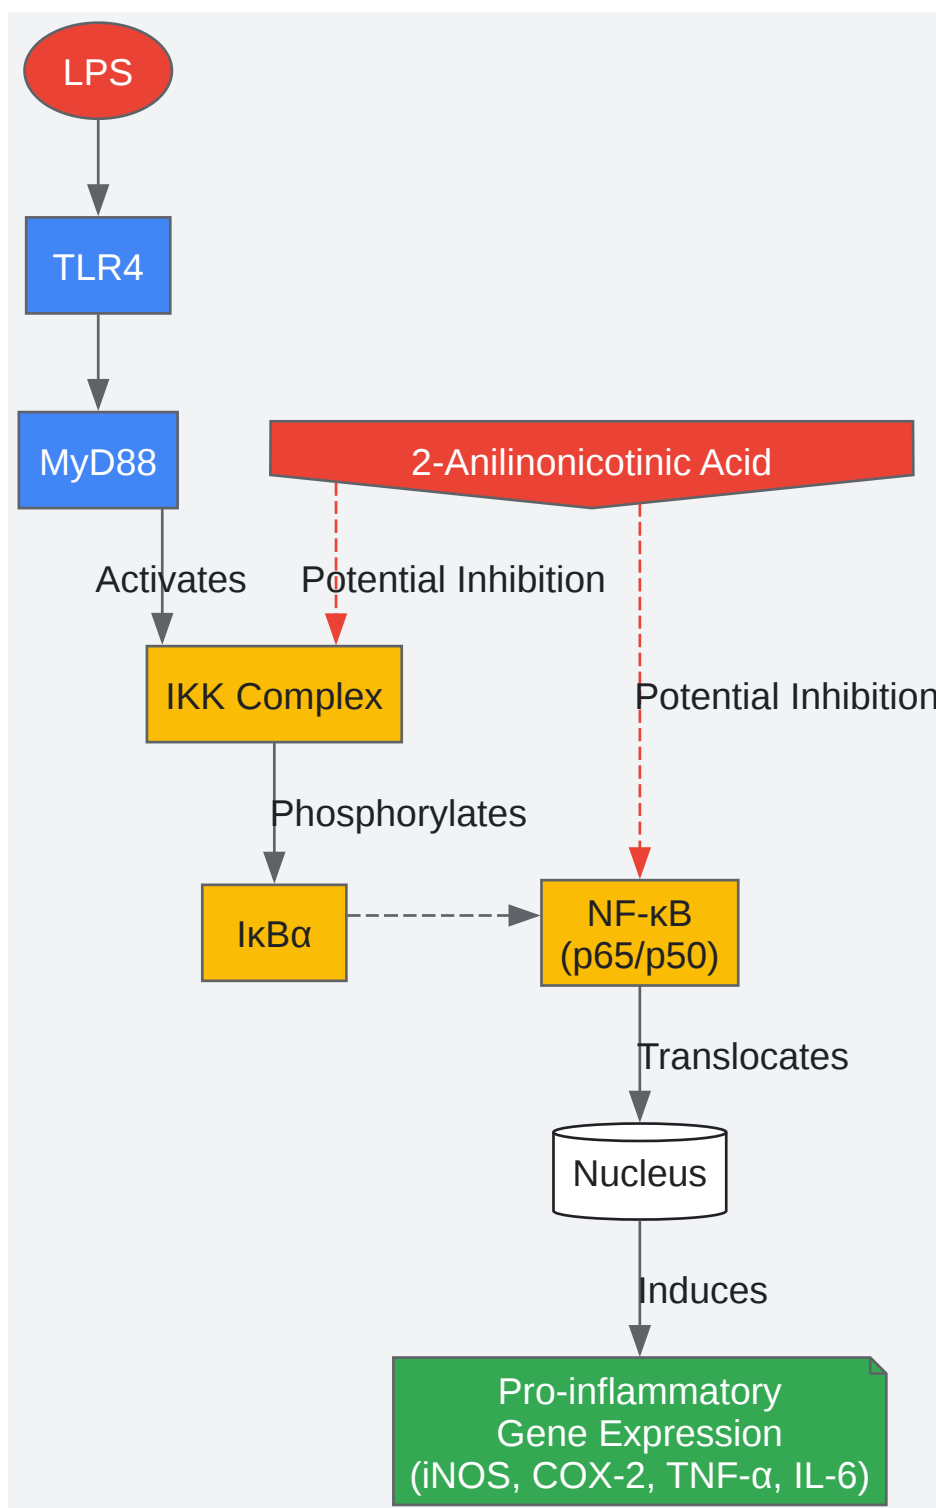 LPS
TLR4
MyD88
2-Anilinonicotinic Acid
Activates
Potential Inhibition
IKK Complex
Potential Inhibition
Phosphorylates
IκBα
NF-κB
(p65/p50)
Translocates
Nucleus
Induces
Pro-inflammatory
Gene Expression
(iNOS, COX-2, TNF-α, IL-6)